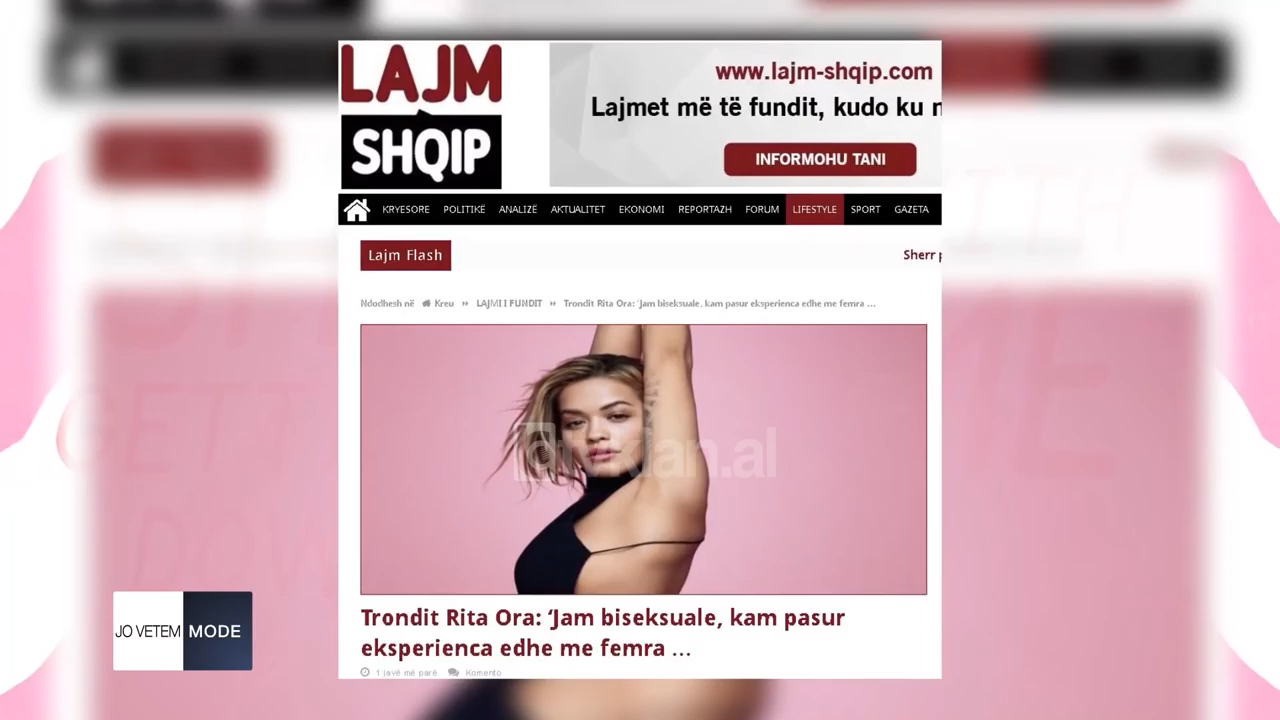 LAJM
SHQIP
www.lajm-shqip.com
Lajmet më të fundit, kudo ku
INFORMOHU TANI
KRYESORE POLITIKË ANALIZË AKTUALITET EKONOMI REPORTAZH FORUM LIFESTYLE SPORT GAZETA
Lajm Flash
Sherr
Ndodhesh në Kreu » LAJMI I FUNDIT » Trondit Rita Ora: ‘Jam biseksuale, kam pasur eksperienca edhe me femra ...
Trondit Rita Ora: ‘Jam biseksuale, kam pasur
eksperienca edhe me femra ...
1 javë më parë Komento
JO VETEM MODE